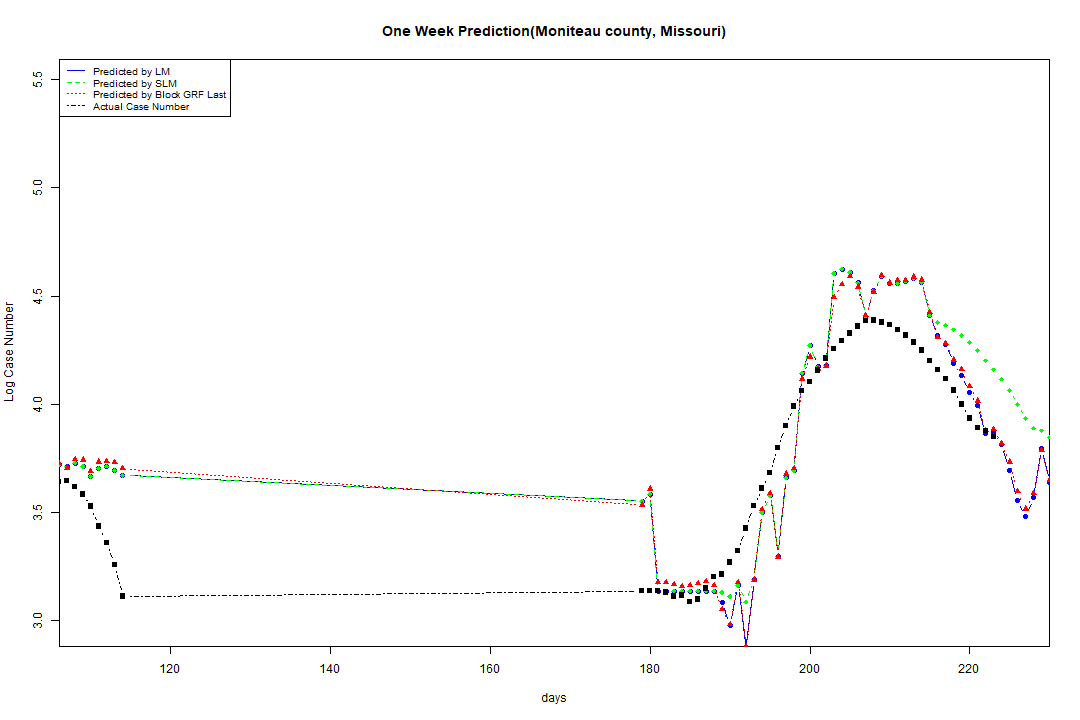 One Week Prediction(Moniteau county, Missouri)
Predicted by LM
Predicted by SLM
Predicted by Block GRF Last
Actual Case Number
5.5
5.0
4.5
4.0
3.5
3.0
Log Case Number
120 140 160 180 200 220
days